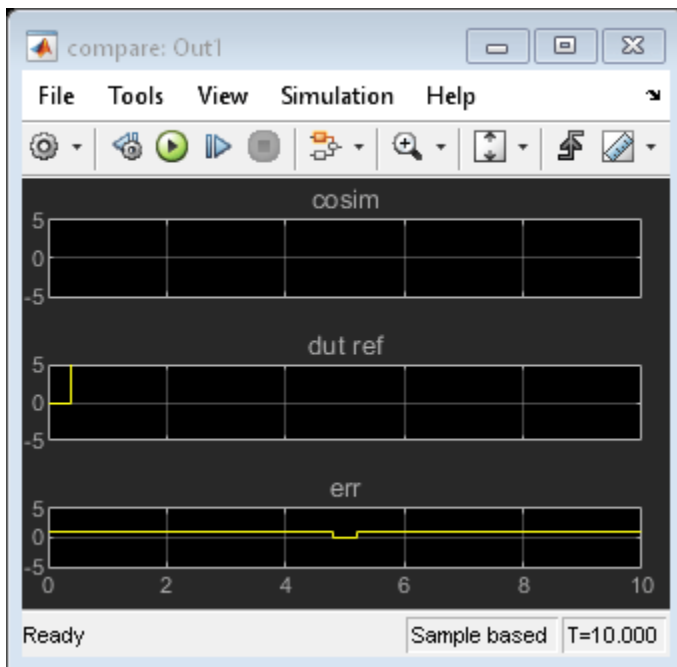 compare: Out1
File Tools View Simulation Help
cosim
5
0
-5
dut ref
5
0
-5
err
5
0
-5
0 2 4 6 8 10
Ready Sample based T=10.000